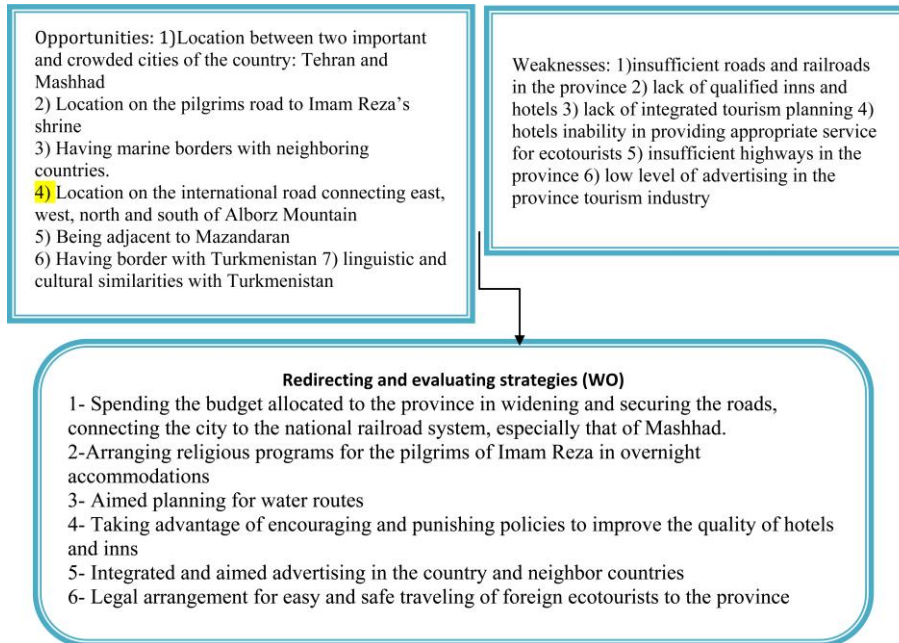 Opportunities: 1)Location between two important
and crowded cities of the country: Tehran and
Mashhad
2) Location on the pilgrims road to Imam Reza's
shrine
3) Having marine borders with neighboring
countries.
4) Location on the international road connecting east,
west, north and south of Alborz Mountain
5) Being adjacent to Mazandaran
6) Having border with Turkmenistan 7) linguistic and
cultural similarities with Turkmenistan
Weaknesses: 1)insufficient roads and railroads
in the province 2) lack of qualified inns and
hotels 3) lack of integrated tourism planning 4)
hotels inability in providing appropriate service
for ecotourists 5) insufficient highways in the
province 6) low level of advertising in the
province tourism industry
Redirecting and evaluating strategies (WO)
1- Spending the budget allocated to the province in widening and securing the roads,
connecting the city to the national railroad system, especially that of Mashhad.
2-Arranging religious programs for the pilgrims of Imam Reza in overnight
accommodations
3- Aimed planning for water routes
4- Taking advantage of encouraging and punishing policies to improve the quality of hotels
and inns
5- Integrated and aimed advertising in the country and neighbor countries
6- Legal arrangement for easy and safe traveling of foreign ecotourists to the province